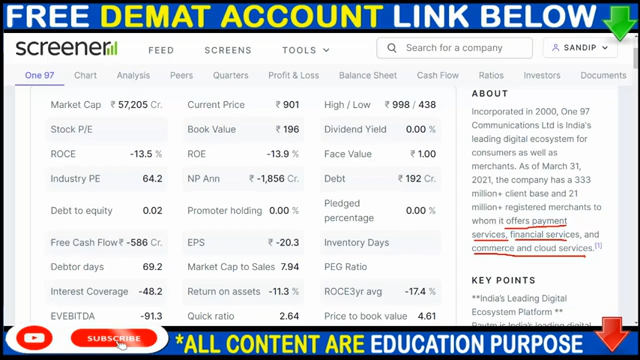 FREE DEMAT ACCOUNT LINK BELOW
screener
FEED SCREENS TOOLS Search for a company SANDIP
One 97 Chart Analysis Peers Quarters Profit & Loss Balance Sheet Cash Flow Ratios Investors Documents
Market Cap ₹ 57,205 Cr. Current Price ₹ 901 High / Low ₹ 998 / 438
Stock P/E Book Value ₹ 196 Dividend Yield 0.00 %
ROCE -13.5 % ROE -13.9 % Face Value ₹ 1.00
Industry PE 64.2 NP Ann ₹ -1,856 Cr. Debt ₹ 192 Cr.
Debt to equity 0.02 Promoter holding 0.00 % Pledged percentage 0.00 %
Free Cash Flow ₹ -586 Cr. EPS ₹ -20.3 Inventory Days
Debtor days 69.2 Market Cap to Sales 7.94 PEG Ratio
Interest Coverage -48.2 Return on assets -11.3 % ROCE3yr avg -17.4 %
EVEBITDA -91.3 Quick ratio 2.64 Price to book value 4.61
ABOUT
Incorporated in 2000, One 97
Communications Ltd is India's
leading digital ecosystem for
consumers as well as
merchants. As of March 31,
2021, the company has a 333
million+ client base and 21
million+ registered merchants to
whom it offers payment
services, financial services, and
commerce and cloud services.[1]
KEY POINTS
**India's Leading Digital
Ecosystem Platform **
SUBSCRIBE
*ALL CONTENT ARE EDUCATION PURPOSE